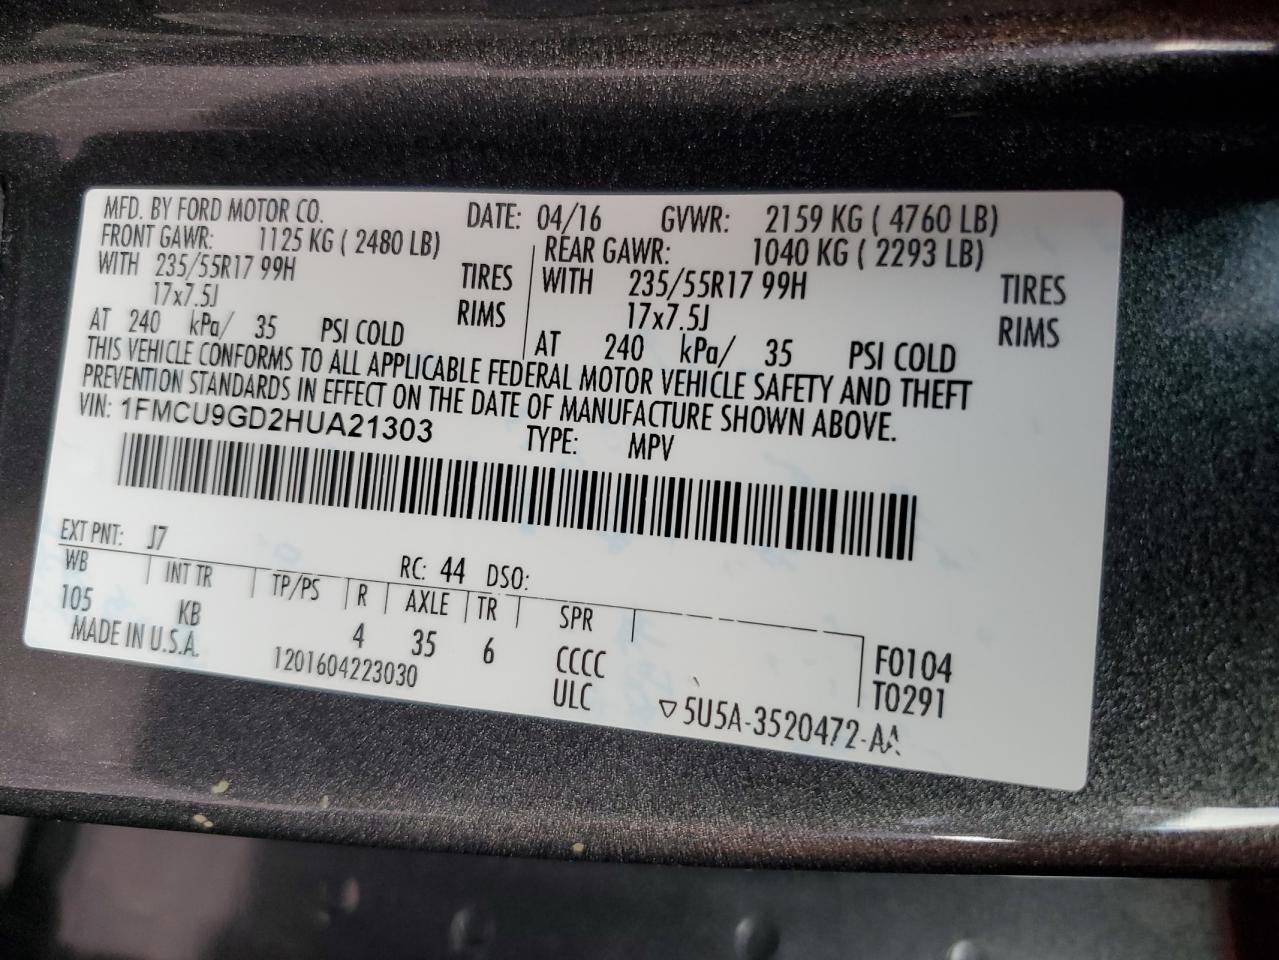 MFD. BY FORD MOTOR CO. DATE: 04/16 GVWR: 2159 KG ( 4760 LB)
FRONT GAWR: 1125 KG ( 2480 LB) REAR GAWR: 1040 KG ( 2293 LB)
WITH 235/55R17 99H TIRES WITH 235/55R17 99H TIRES
17x7.5J RIMS 17x7.5J RIMS
AT 240 kPa/ 35 PSI COLD AT 240 kPa/ 35 PSI COLD
THIS VEHICLE CONFORMS TO ALL APPLICABLE FEDERAL MOTOR VEHICLE SAFETY AND THEFT
PREVENTION STANDARDS IN EFFECT ON THE DATE OF MANUFACTURE SHOWN ABOVE.
VIN: 1FMCU9GD2HUA21303 TYPE: MPV
EXT PNT: J7 RC: 44 DSO:
WB INT TR TP/PS R AXLE TR SPR
105 KB 4 35 6 CCCC F0104
MADE IN U.S.A. 1201604223030 ULC T0291
▽ 5U5A-3520472-AA